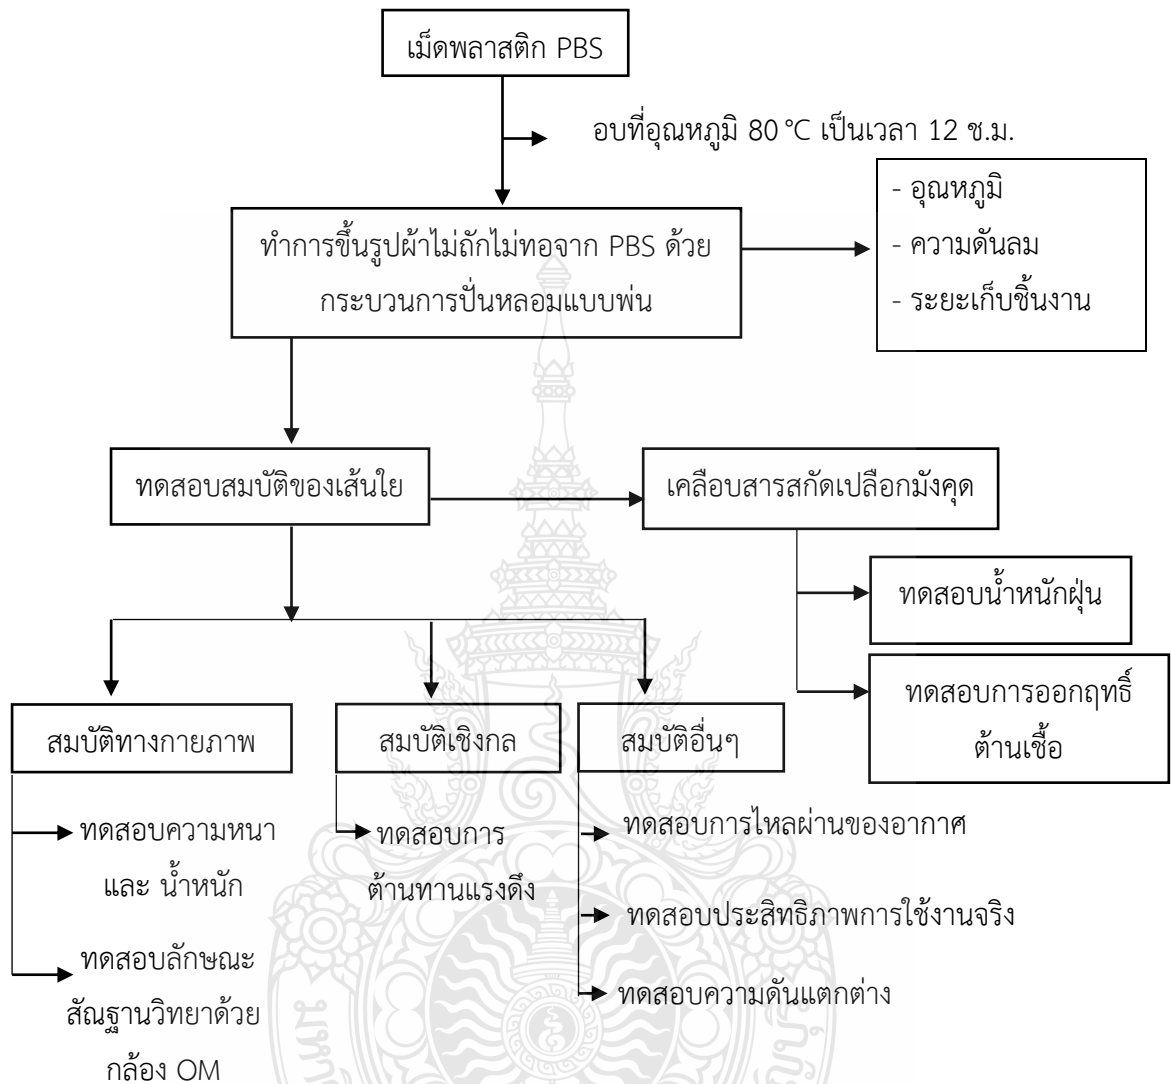 เม็ดพลาสติก PBS
อบที่อุณหภูมิ 80 °C เป็นเวลา 12 ช.ม.
ทำการขึ้นรูปผ้าไม่ถักไม่ทอจาก PBS ด้วย
กระบวนการปั่นหลอมแบบพ่น
- อุณหภูมิ
- ความดันลม
- ระยะเก็บชิ้นงาน
ทดสอบสมบัติของเส้นใย
เคลือบสารสกัดเปลือกมังคุด
ทดสอบน้ำหนักฝุ่น
ทดสอบการออกฤทธิ์
ต้านเชื้อ
สมบัติทางกายภาพ
ทดสอบความหนา
และ น้ำหนัก
ทดสอบลักษณะ
สัณฐานวิทยาด้วย
กล้อง OM
สมบัติเชิงกล
ทดสอบการ
ต้านทานแรงดึง
สมบัติอื่นๆ
ทดสอบการไหลผ่านของอากาศ
ทดสอบประสิทธิภาพการใช้งานจริง
ทดสอบความดันแตกต่าง